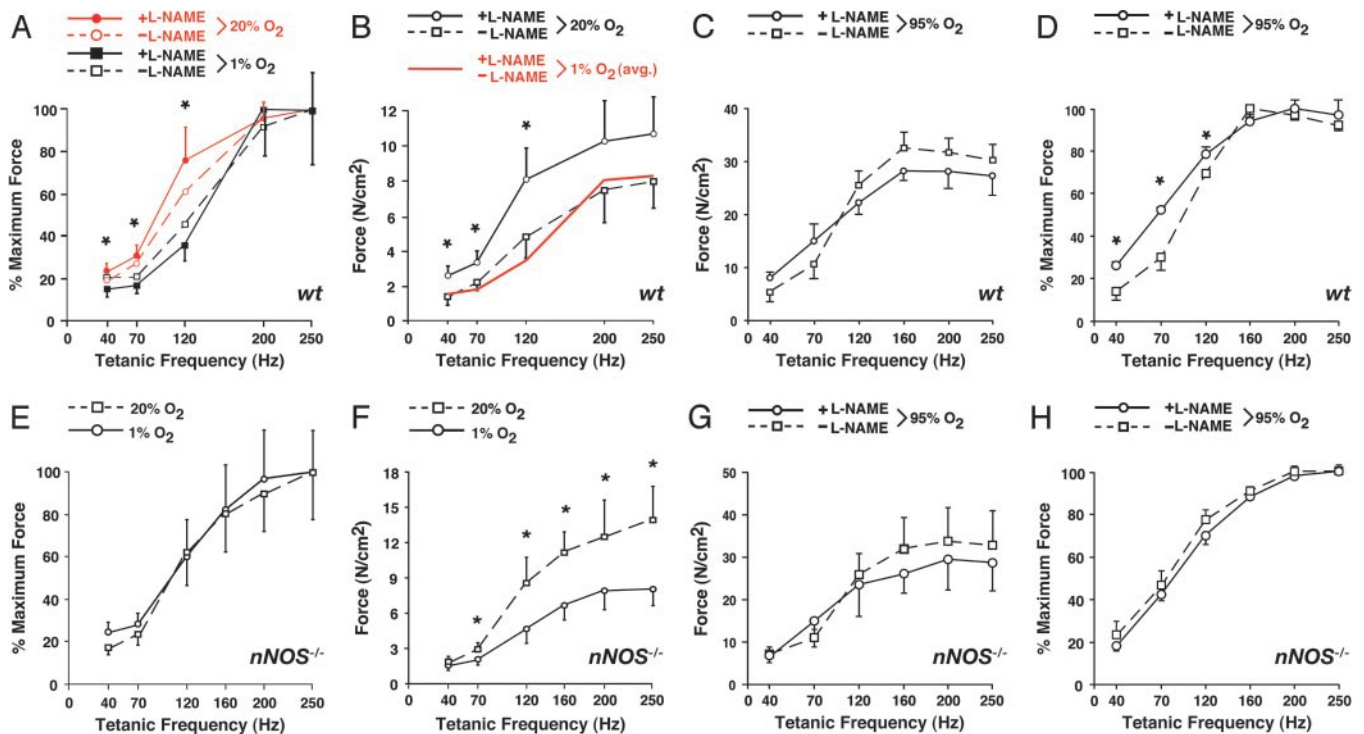 A
+L-NAME
-L-NAME
20% O2
+L-NAME
-L-NAME
1% O2
% Maximum Force
100
80
60
40
20
0
*
*
*
wt
0 40 70 120 200 250
Tetanic Frequency (Hz)
B
+L-NAME
-L-NAME
20% O2
+L-NAME
-L-NAME
1% O2 (avg.)
Force (N/cm2)
12
10
8
6
4
2
0
*
*
*
wt
0 40 70 120 200 250
Tetanic Frequency (Hz)
C
+L-NAME
-L-NAME
95% O2
Force (N/cm2)
40
30
20
10
0
wt
0 40 70 120 160 200 250
Tetanic Frequency (Hz)
D
+L-NAME
-L-NAME
95% O2
% Maximum Force
100
80
60
40
20
0
*
*
*
wt
0 40 70 120 160 200 250
Tetanic Frequency (Hz)
E
20% O2
1% O2
% Maximum Force
100
80
60
40
20
0
nNOS-/-
0 40 70 120 160 200 250
Tetanic Frequency (Hz)
F
20% O2
1% O2
Force (N/cm2)
18
15
12
9
6
3
0
*
*
*
*
*
nNOS-/-
0 40 70 120 160 200 250
Tetanic Frequency (Hz)
G
+L-NAME
-L-NAME
95% O2
Force (N/cm2)
50
40
30
20
10
0
nNOS-/-
0 40 70 120 160 200 250
Tetanic Frequency (Hz)
H
+L-NAME
-L-NAME
95% O2
% Maximum Force
100
80
60
40
20
0
nNOS-/-
0 40 70 120 160 200 250
Tetanic Frequency (Hz)